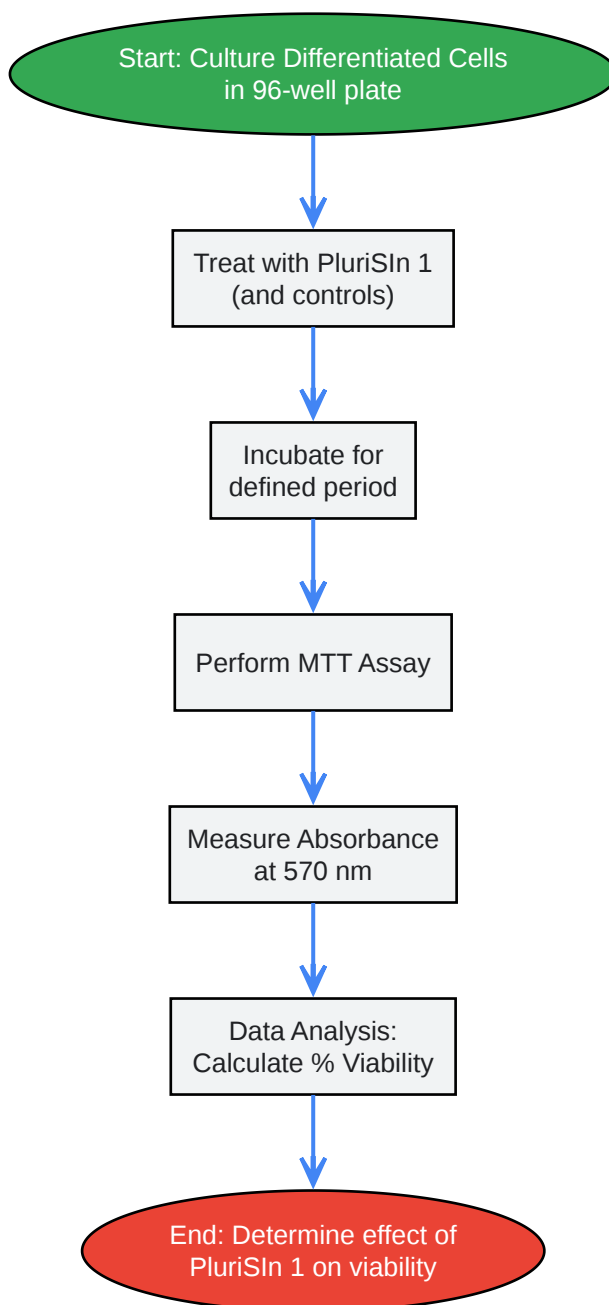 Start: Culture Differentiated Cells
in 96-well plate
Treat with PluriSIn 1
(and controls)
Incubate for
defined period
Perform MTT Assay
Measure Absorbance
at 570 nm
Data Analysis:
Calculate % Viability
End: Determine effect of
PluriSIn 1 on viability